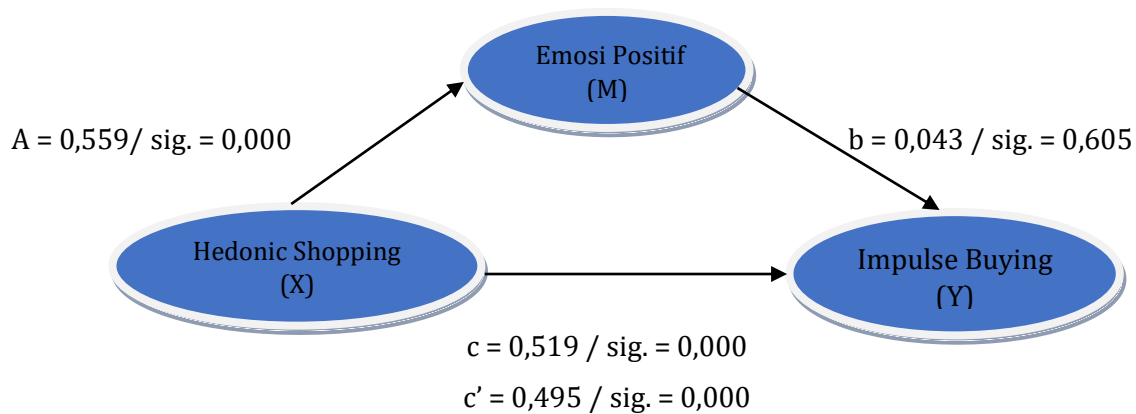 Emosi Positif
(M)
A = 0,559/ sig. = 0,000
b = 0,043 / sig. = 0,605
Hedonic Shopping
(X)
Impulse Buying
(Y)
c = 0,519 / sig. = 0,000
c’ = 0,495 / sig. = 0,000